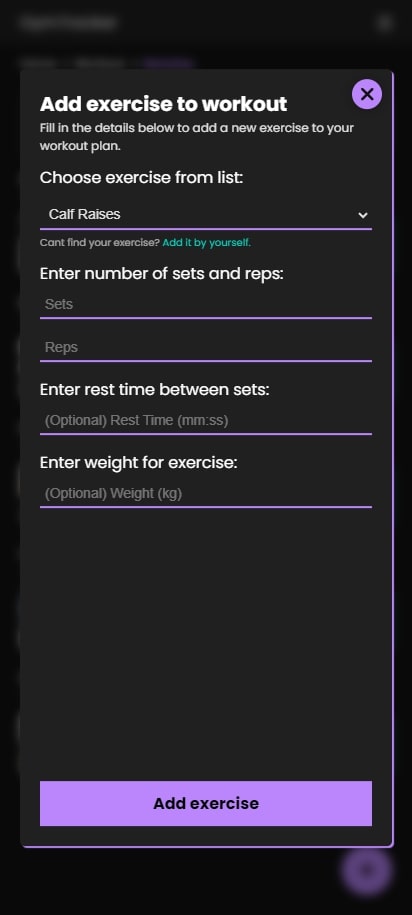 Add exercise to workout
Fill in the details below to add a new exercise to your
workout plan.
Choose exercise from list:
Calf Raises
Cant find your exercise? Add it by yourself.
Enter number of sets and reps:
Sets
Reps
Enter rest time between sets:
(Optional) Rest Time (mm:ss)
Enter weight for exercise:
(Optional) Weight (kg)
Add exercise